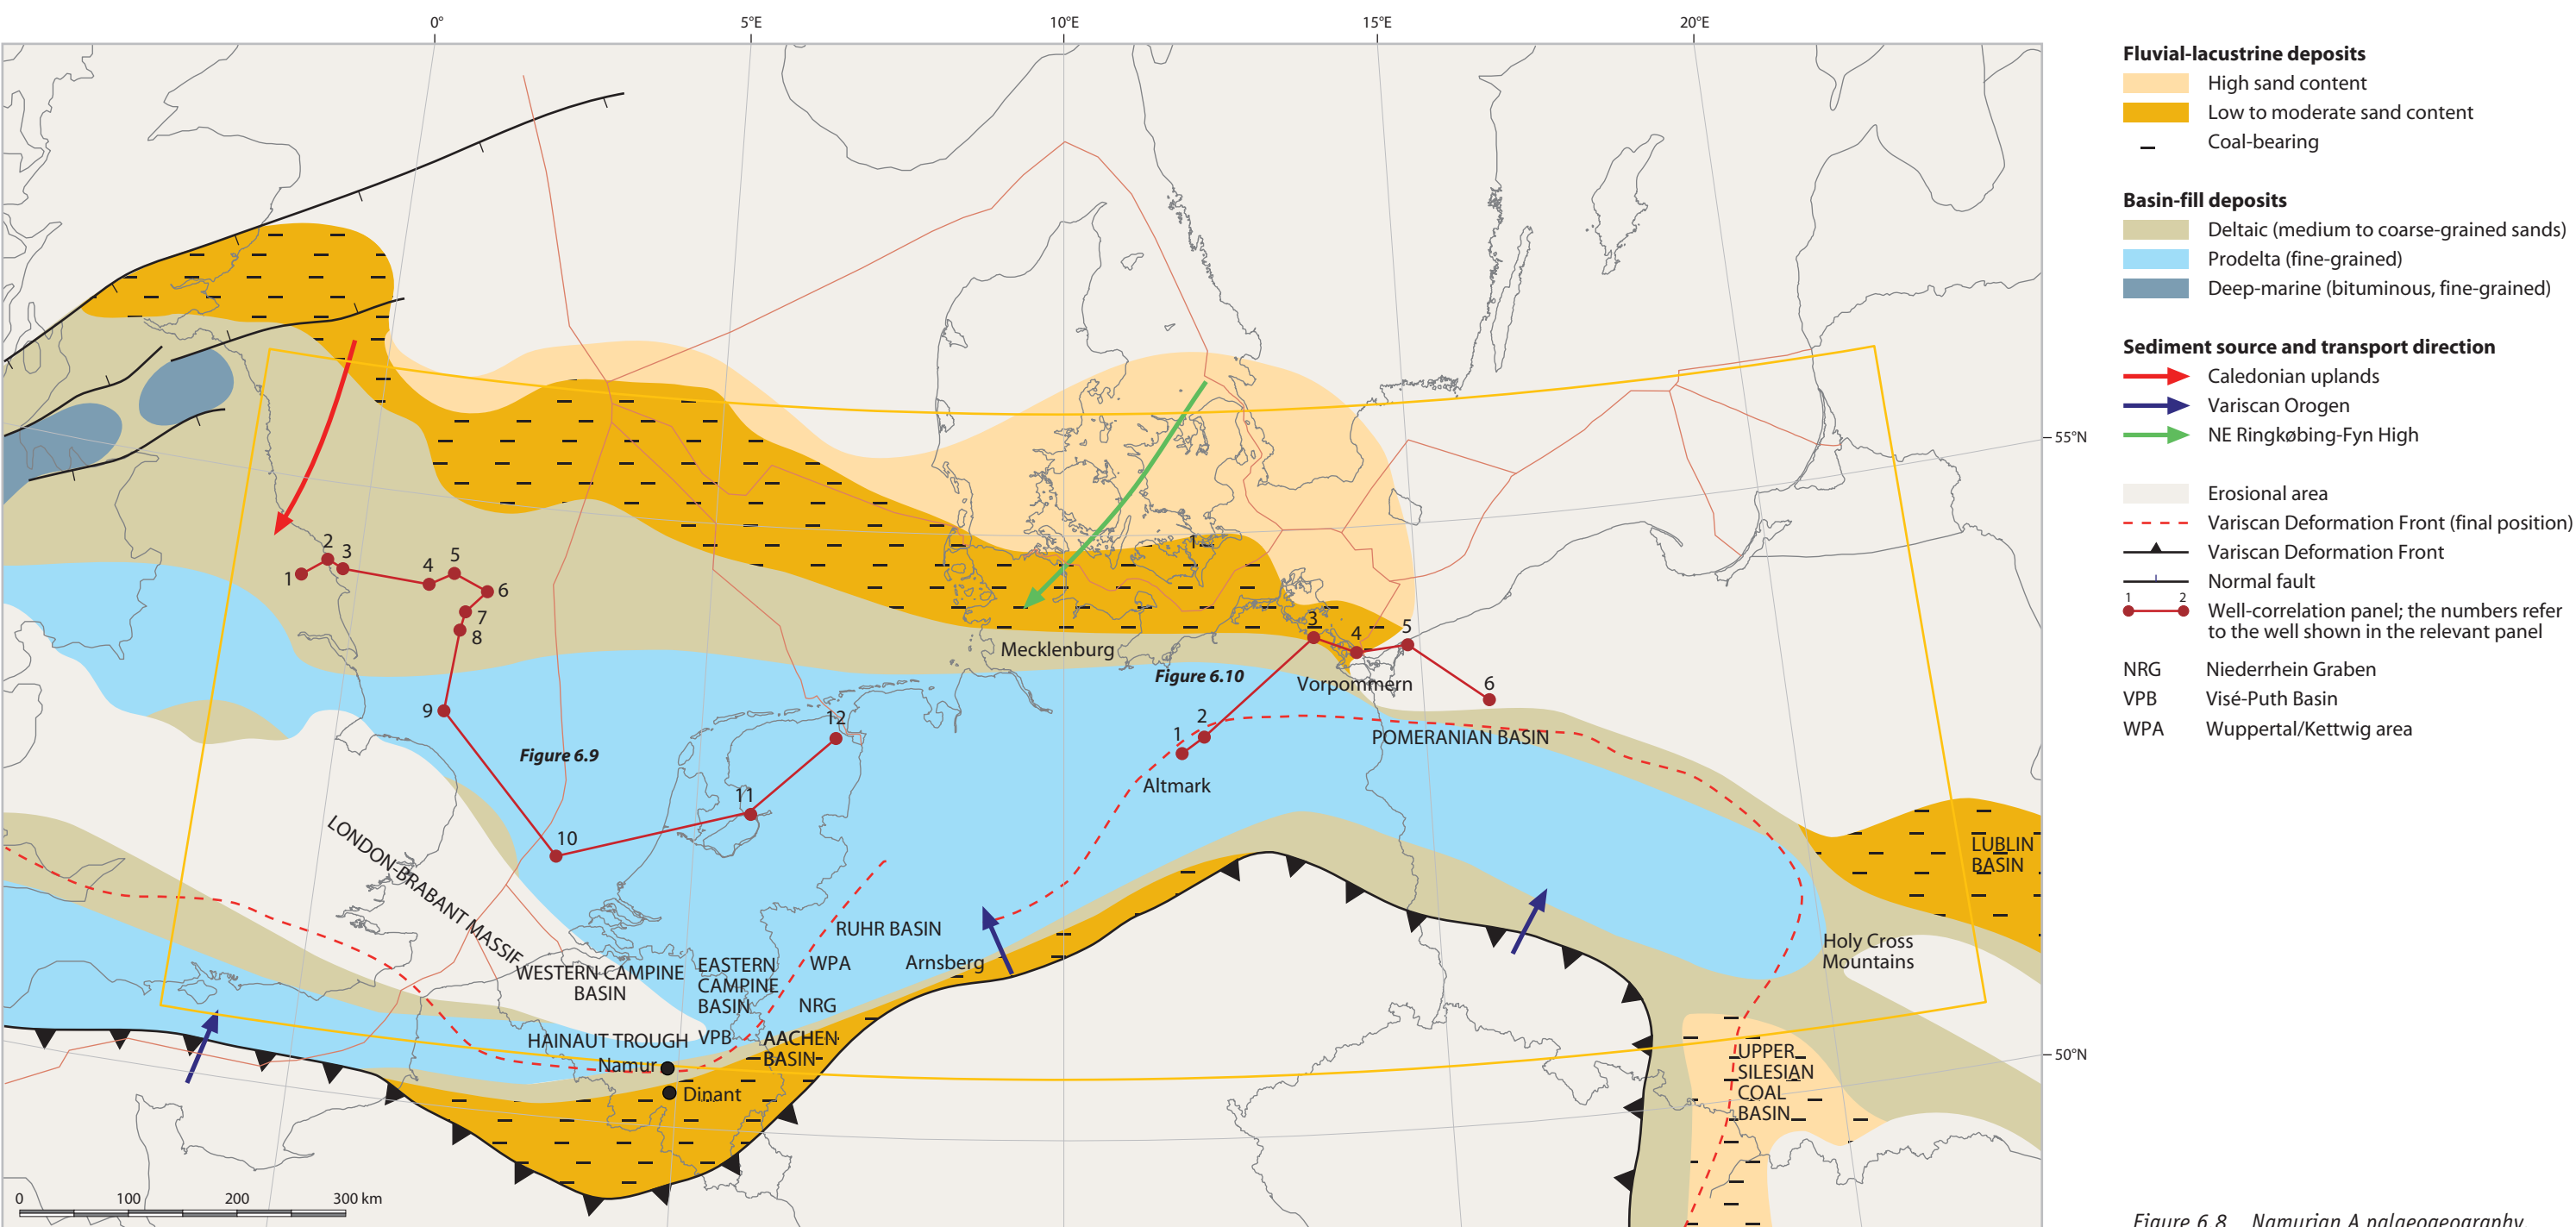 0°
5°E
10°E
15°E
20°E
55°N
50°N
1
2
3
4
5
6
7
8
9
10
11
12
Figure 6.9
1
Mecklenburg
Figure 6.10
Vorpommern
1
2
3
4
5
6
POMERANIAN BASIN
Altmark
LONDON-BRABANT MASSIF
WESTERN CAMPINE
BASIN
EASTERN
CAMPINE
BASIN
RUHR BASIN
WPA
Arnsberg
NRG
HAINAUT TROUGH
VPB
AACHEN
BASIN
Namur
Dinant
LUBLIN
BASIN
Holy Cross
Mountains
UPPER
SILESIAN
COAL
BASIN
0
100
200
300 km
Fluvial-lacustrine deposits
High sand content
Low to moderate sand content
Coal-bearing
Basin-fill deposits
Deltaic (medium to coarse-grained sands)
Prodelta (fine-grained)
Deep-marine (bituminous, fine-grained)
Sediment source and transport direction
Caledonian uplands
Variscan Orogen
NE Ringkøbing-Fyn High
Erosional area
Variscan Deformation Front (final position)
Variscan Deformation Front
Normal fault
1 2
Well-correlation panel; the numbers refer
to the well shown in the relevant panel
NRG Niederrhein Graben
VPB Visé-Puth Basin
WPA Wuppertal/Kettwig area
Figure 6.8 Namurian A palaeogeography